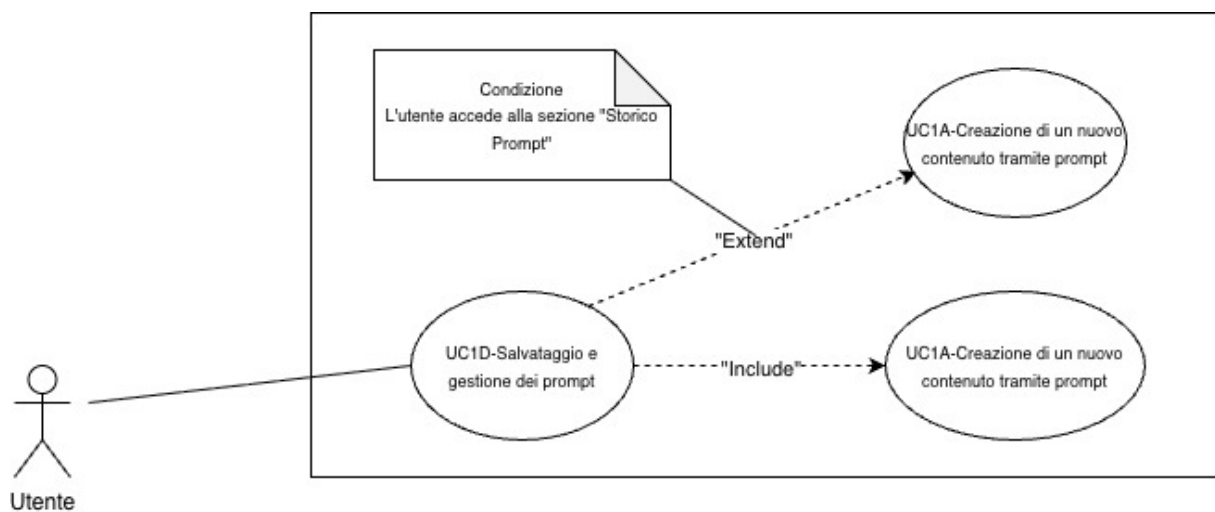 Condizione
L'utente accede alla sezione "Storico
Prompt"
UC1A-Creazione di un nuovo
contenuto tramite prompt
"Extend"
UC1D-Salvataggio e
gestione dei prompt
"Include"
UC1A-Creazione di un nuovo
contenuto tramite prompt
Utente